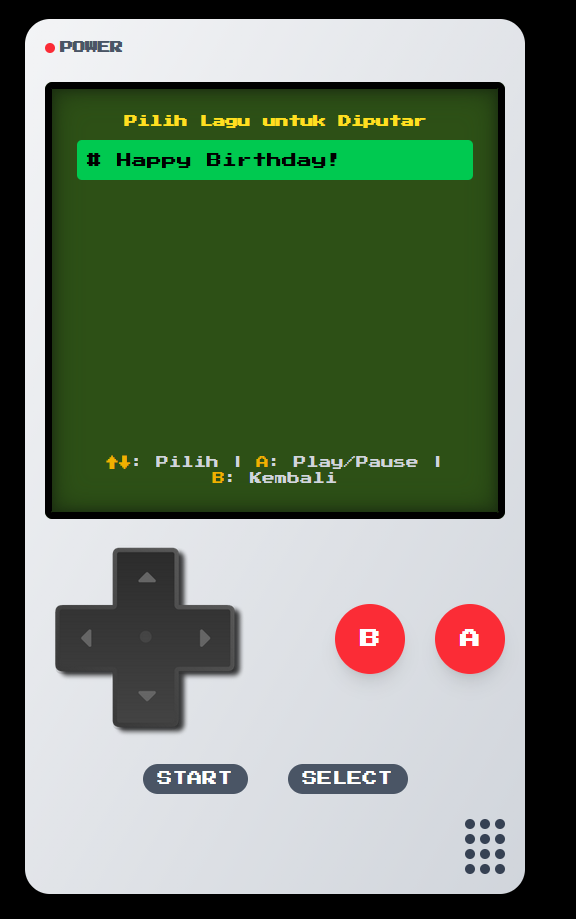 POWER
Pilih Lagu untuk Diputar
# Happy Birthday!
⬆⬇: Pilih | A: Play/Pause |
B: Kembali
B A
START SELECT